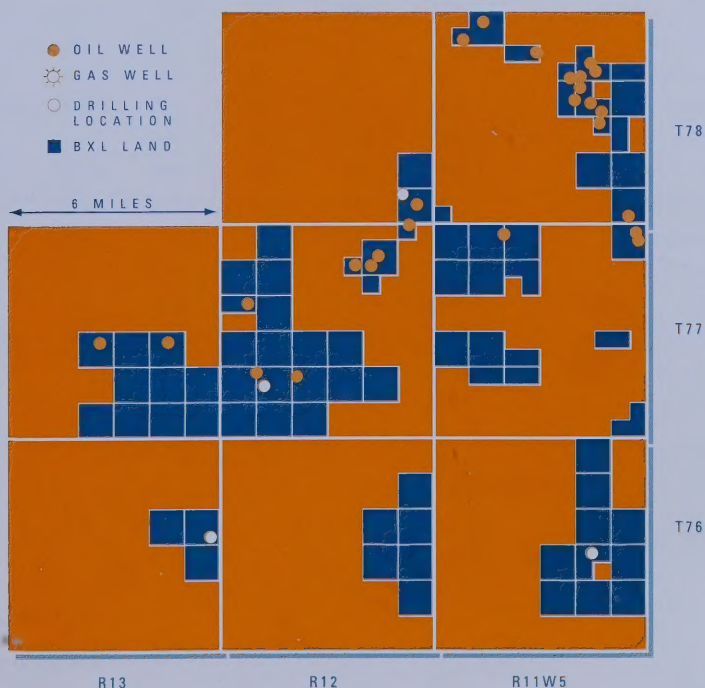 OIL WELL
GAS WELL
DRILLING
LOCATION
BXL LAND
6 MILES
T78
T77
T76
R13
R12
R11W5